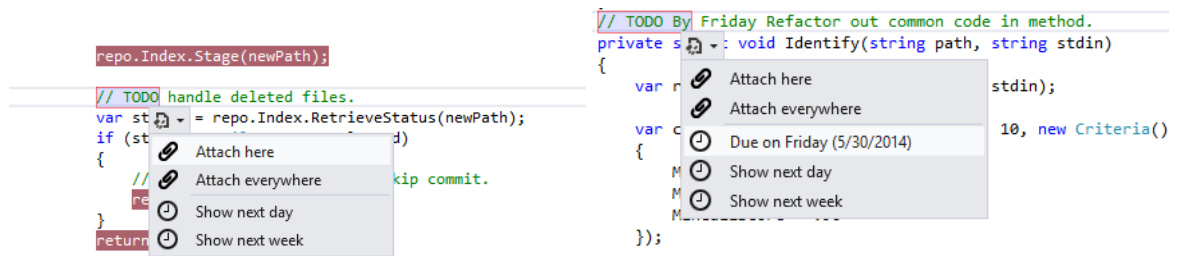 repo.Index.Stage(newPath);
// TODO handle deleted files.
var st = repo.Index.RetrieveStatus(newPath);
if (st d)
{
Attach here
// kip commit.
Attach everywhere
re
Show next day
}
return
Show next week
// TODO By Friday Refactor out common code in method.
private s void Identify(string path, string stdin)
{
Attach here
var r stdin);
Attach everywhere
var c 10, new Criteria()
Due on Friday (5/30/2014)
{
Show next day
M
Show next week
M
});